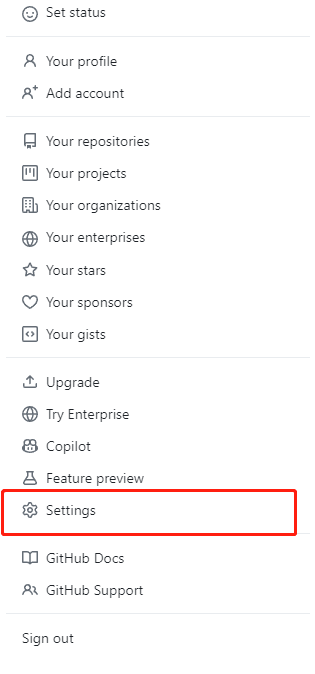 Set status
Your profile
Add account
Your repositories
Your projects
Your organizations
Your enterprises
Your stars
Your sponsors
Your gists
Upgrade
Try Enterprise
Copilot
Feature preview
Settings
GitHub Docs
GitHub Support
Sign out